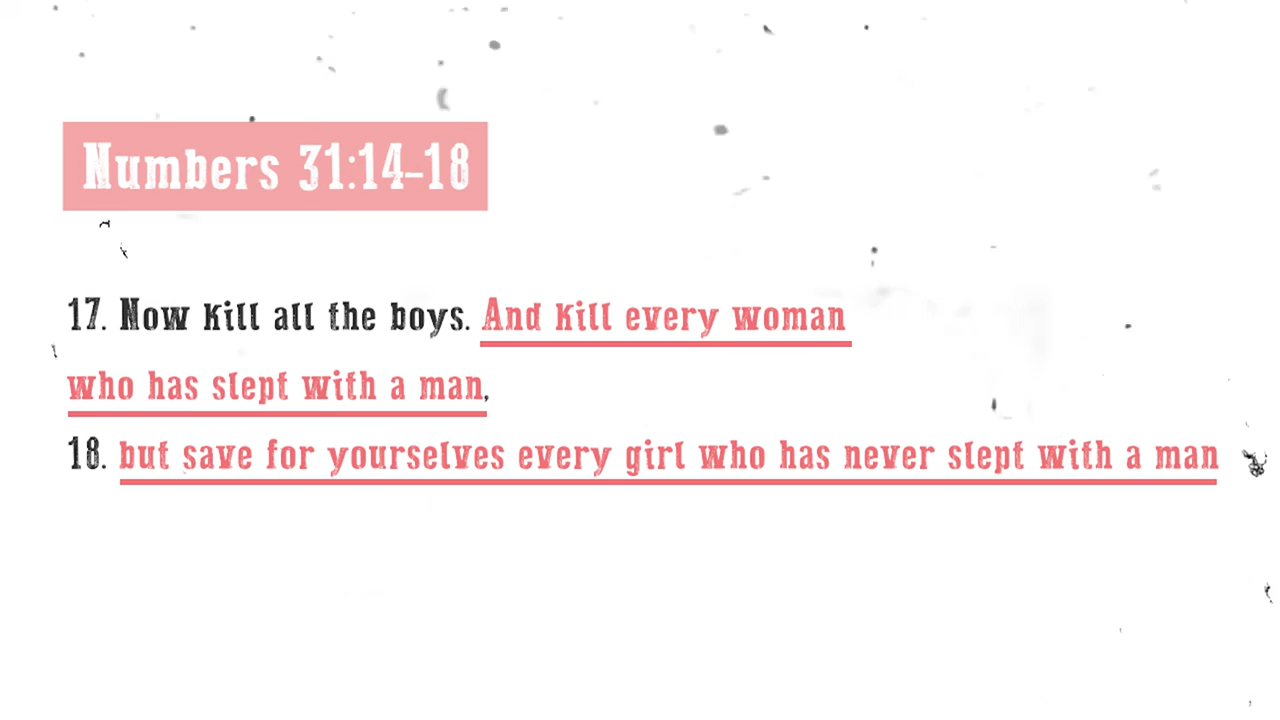 Numbers 31:14-18
17. Now kill all the boys. And kill every woman
who has slept with a man,
18. but save for yourselves every girl who has never slept with a man